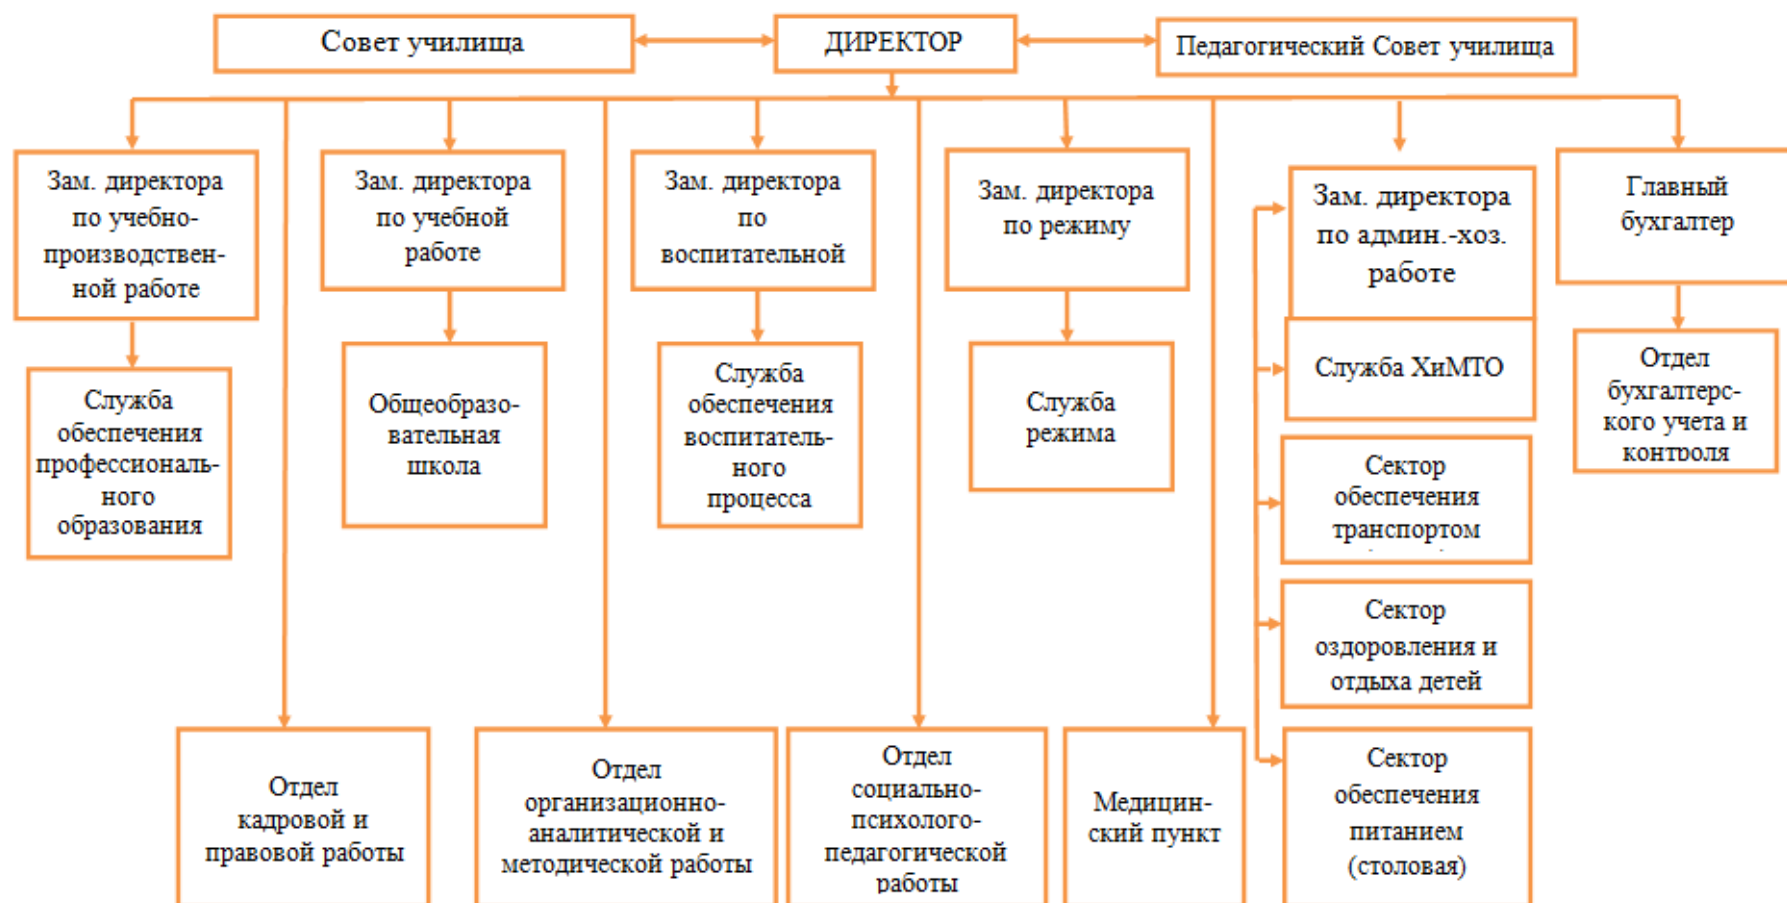 Совет училища
ДИРЕКТОР
Педагогический Совет училища
Зам. директора
по учебно-
производствен-
ной работе
Зам. директора
по учебной
работе
Зам. директора
по
воспитательной
Зам. директора
по режиму
Зам. директора
по админ.-хоз.
работе
Главный
бухгалтер
Служба
обеспечения
профессиональ-
ного
образования
Общеобразо-
вательная
школа
Служба
обеспечения
воспитатель-
ного
процесса
Служба
режима
Служба ХиМТО
Отдел
бухгалтерс-
кого учета и
контроля
Сектор
обеспечения
транспортом
Сектор
оздоровления и
отдыха детей
Отдел
кадровой и
правовой работы
Отдел
организационно-
аналитической и
методической работы
Отдел
социально-
психолого-
педагогической
работы
Медицин-
ский пункт
Сектор
обеспечения
питанием
(столовая)